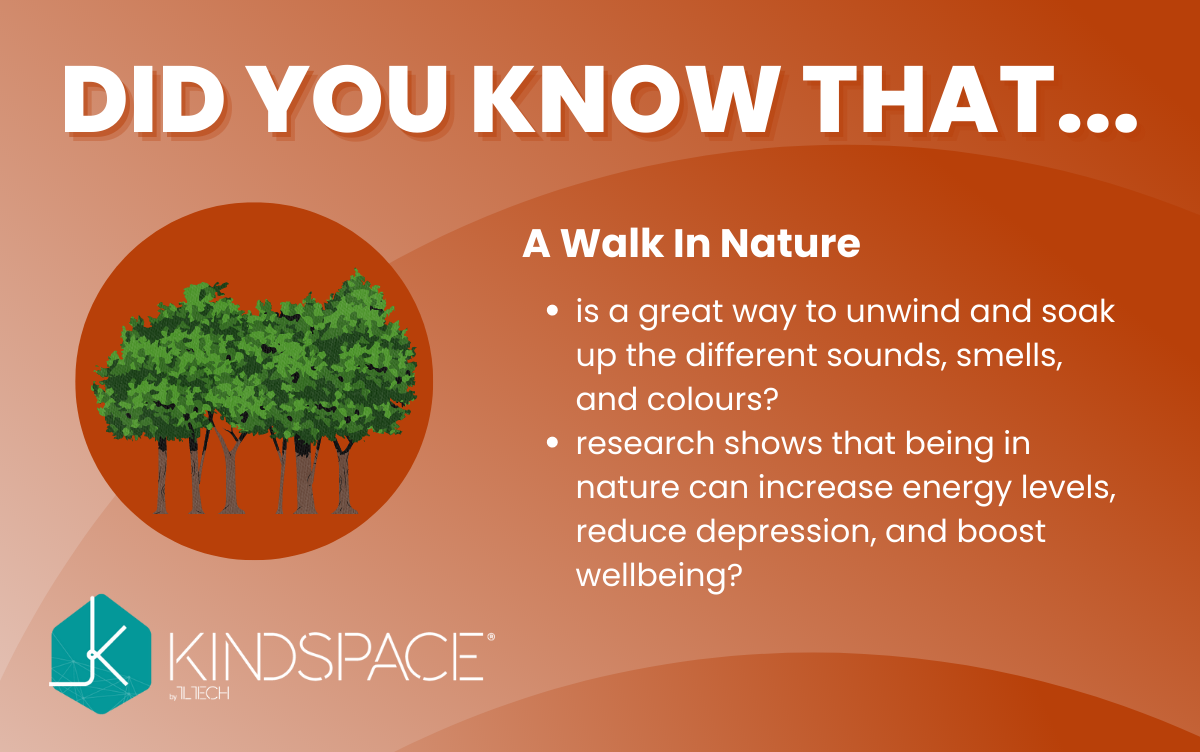 DID YOU KNOW THAT...
A Walk In Nature
• is a great way to unwind and soak
up the different sounds, smells,
and colours?
• research shows that being in
nature can increase energy levels,
reduce depression, and boost
wellbeing?
KINDSPACE®
by TLTECH